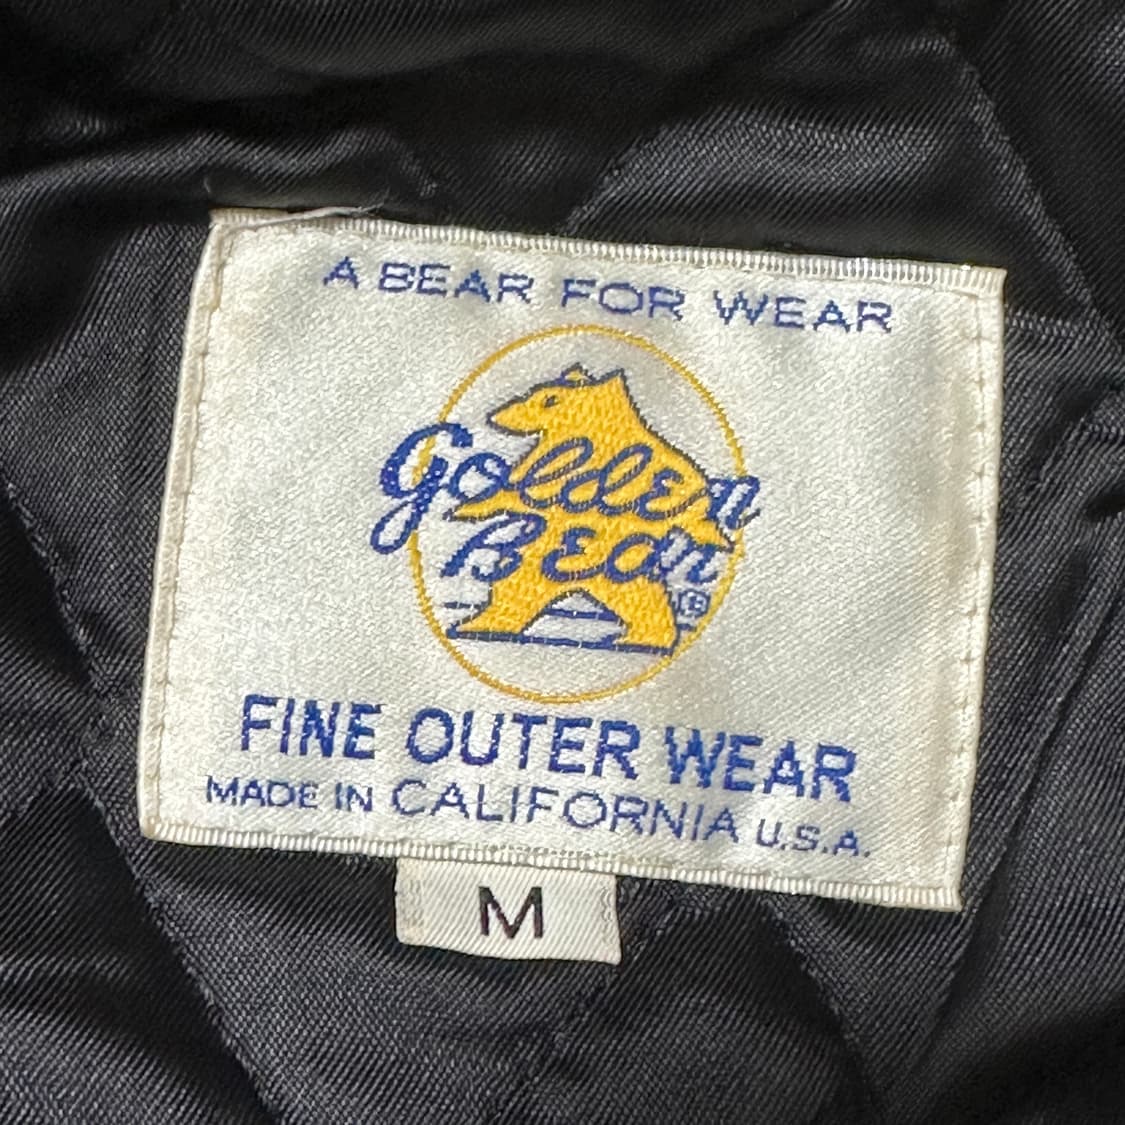 A BEAR FOR WEAR
Golden
Bear
®
FINE OUTER WEAR
MADE IN CALIFORNIA U.S.A.
M